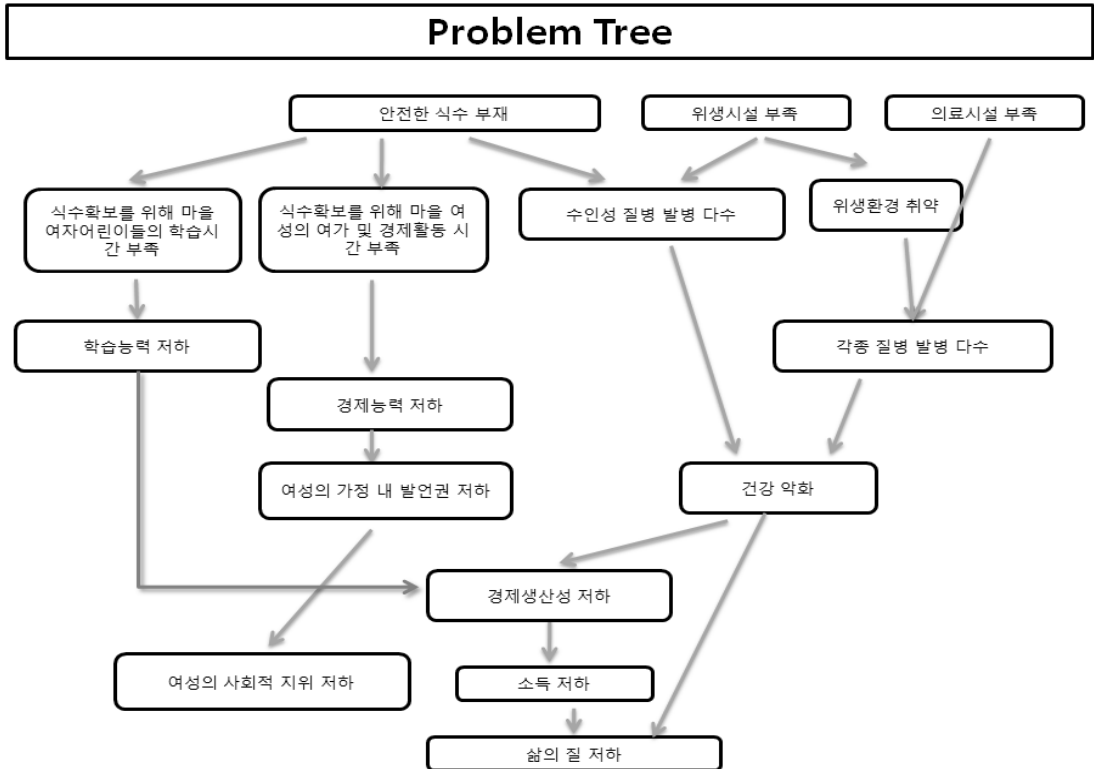 Problem Tree
안전한 식수 부재
위생시설 부족
의료시설 부족
식수확보를 위해 마을
여자어린이들의 학습시
간 부족
식수확보를 위해 마을 여
성의 여가 및 경제활동 시
간 부족
수인성 질병 발병 다수
위생환경 취약
학습능력 저하
각종 질병 발병 다수
경제능력 저하
여성의 가정 내 발언권 저하
건강 악화
경제생산성 저하
여성의 사회적 지위 저하
소득 저하
삶의 질 저하